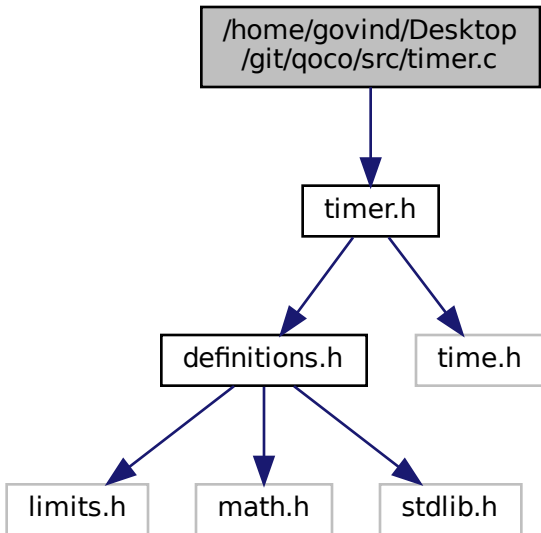 /home/govind/Desktop
/git/qoco/src/timer.c
timer.h
definitions.h
time.h
limits.h
math.h
stdlib.h